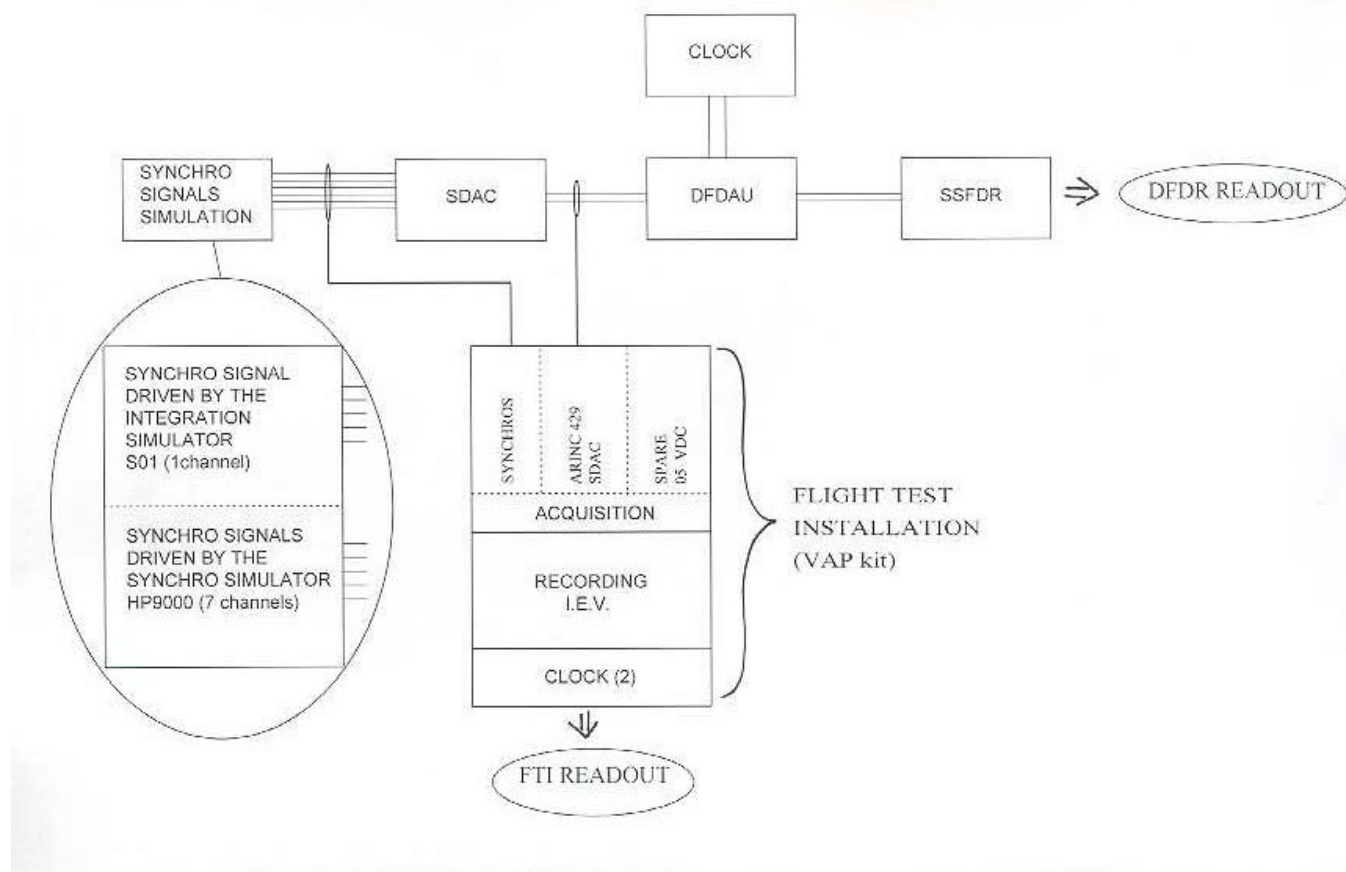 CLOCK
SYNCHRO
SIGNALS
SIMULATION
SDAC
DFDAU
SSFDR
DFDR READOUT
SYNCHRO SIGNAL
DRIVEN BY THE
INTEGRATION
SIMULATOR
S01 (1channel)
SYNCHRO SIGNALS
DRIVEN BY THE
SYNCHRO SIMULATOR
HP9000 (7 channels)
SYNCHROS
ARINC 429
SDAC
SPARE
05 VDC
ACQUISITION
RECORDING
I.E.V.
CLOCK (2)
FLIGHT TEST
INSTALLATION
(VAP kit)
FTI READOUT